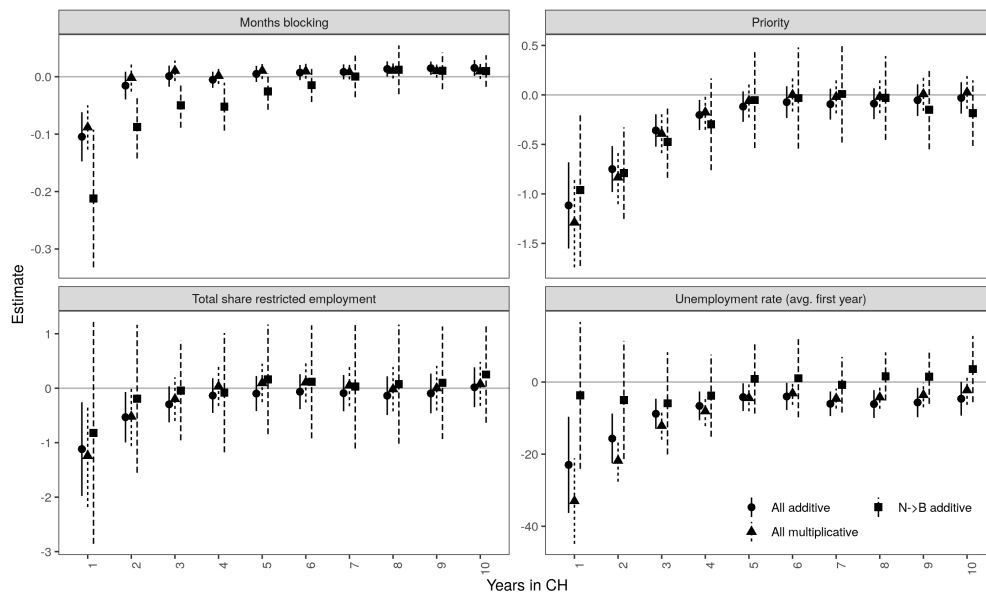 Months blocking
Priority
0.0
-0.1
-0.2
-0.3
0.5
0.0
-0.5
-1.0
-1.5
Estimate
Total share restricted employment
Unemployment rate (avg. first year)
1
0
-1
-2
-3
0
-20
-40
All additive
N->B additive
All multiplicative
1 2 3 4 5 6 7 8 9 10
1 2 3 4 5 6 7 8 9 10
Years in CH